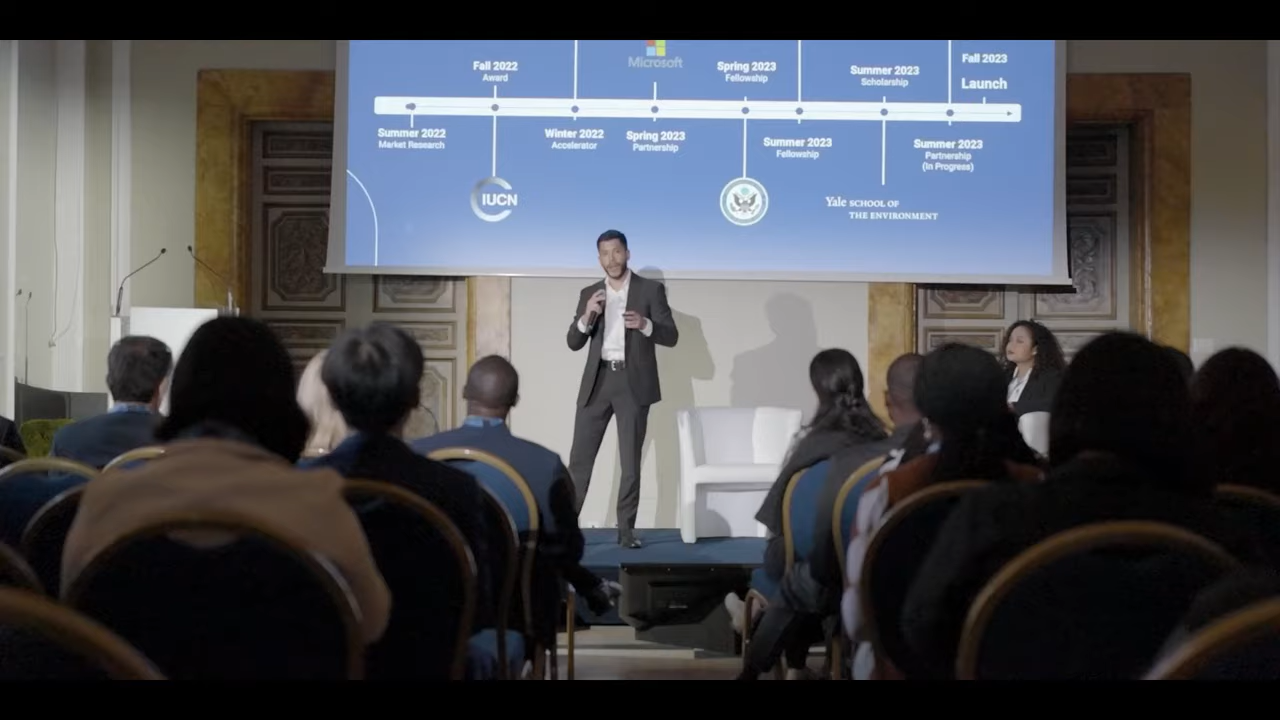 Microsoft
Fall 2022
Award
Spring 2023
Fellowship
Summer 2023
Scholarship
Fall 2023
Launch
Summer 2022
Market Research
Winter 2022
Accelerator
Spring 2023
Partnership
Summer 2023
Fellowship
Summer 2023
Partnership
(In Progress)
IUCN
Yale SCHOOL OF
THE ENVIRONMENT